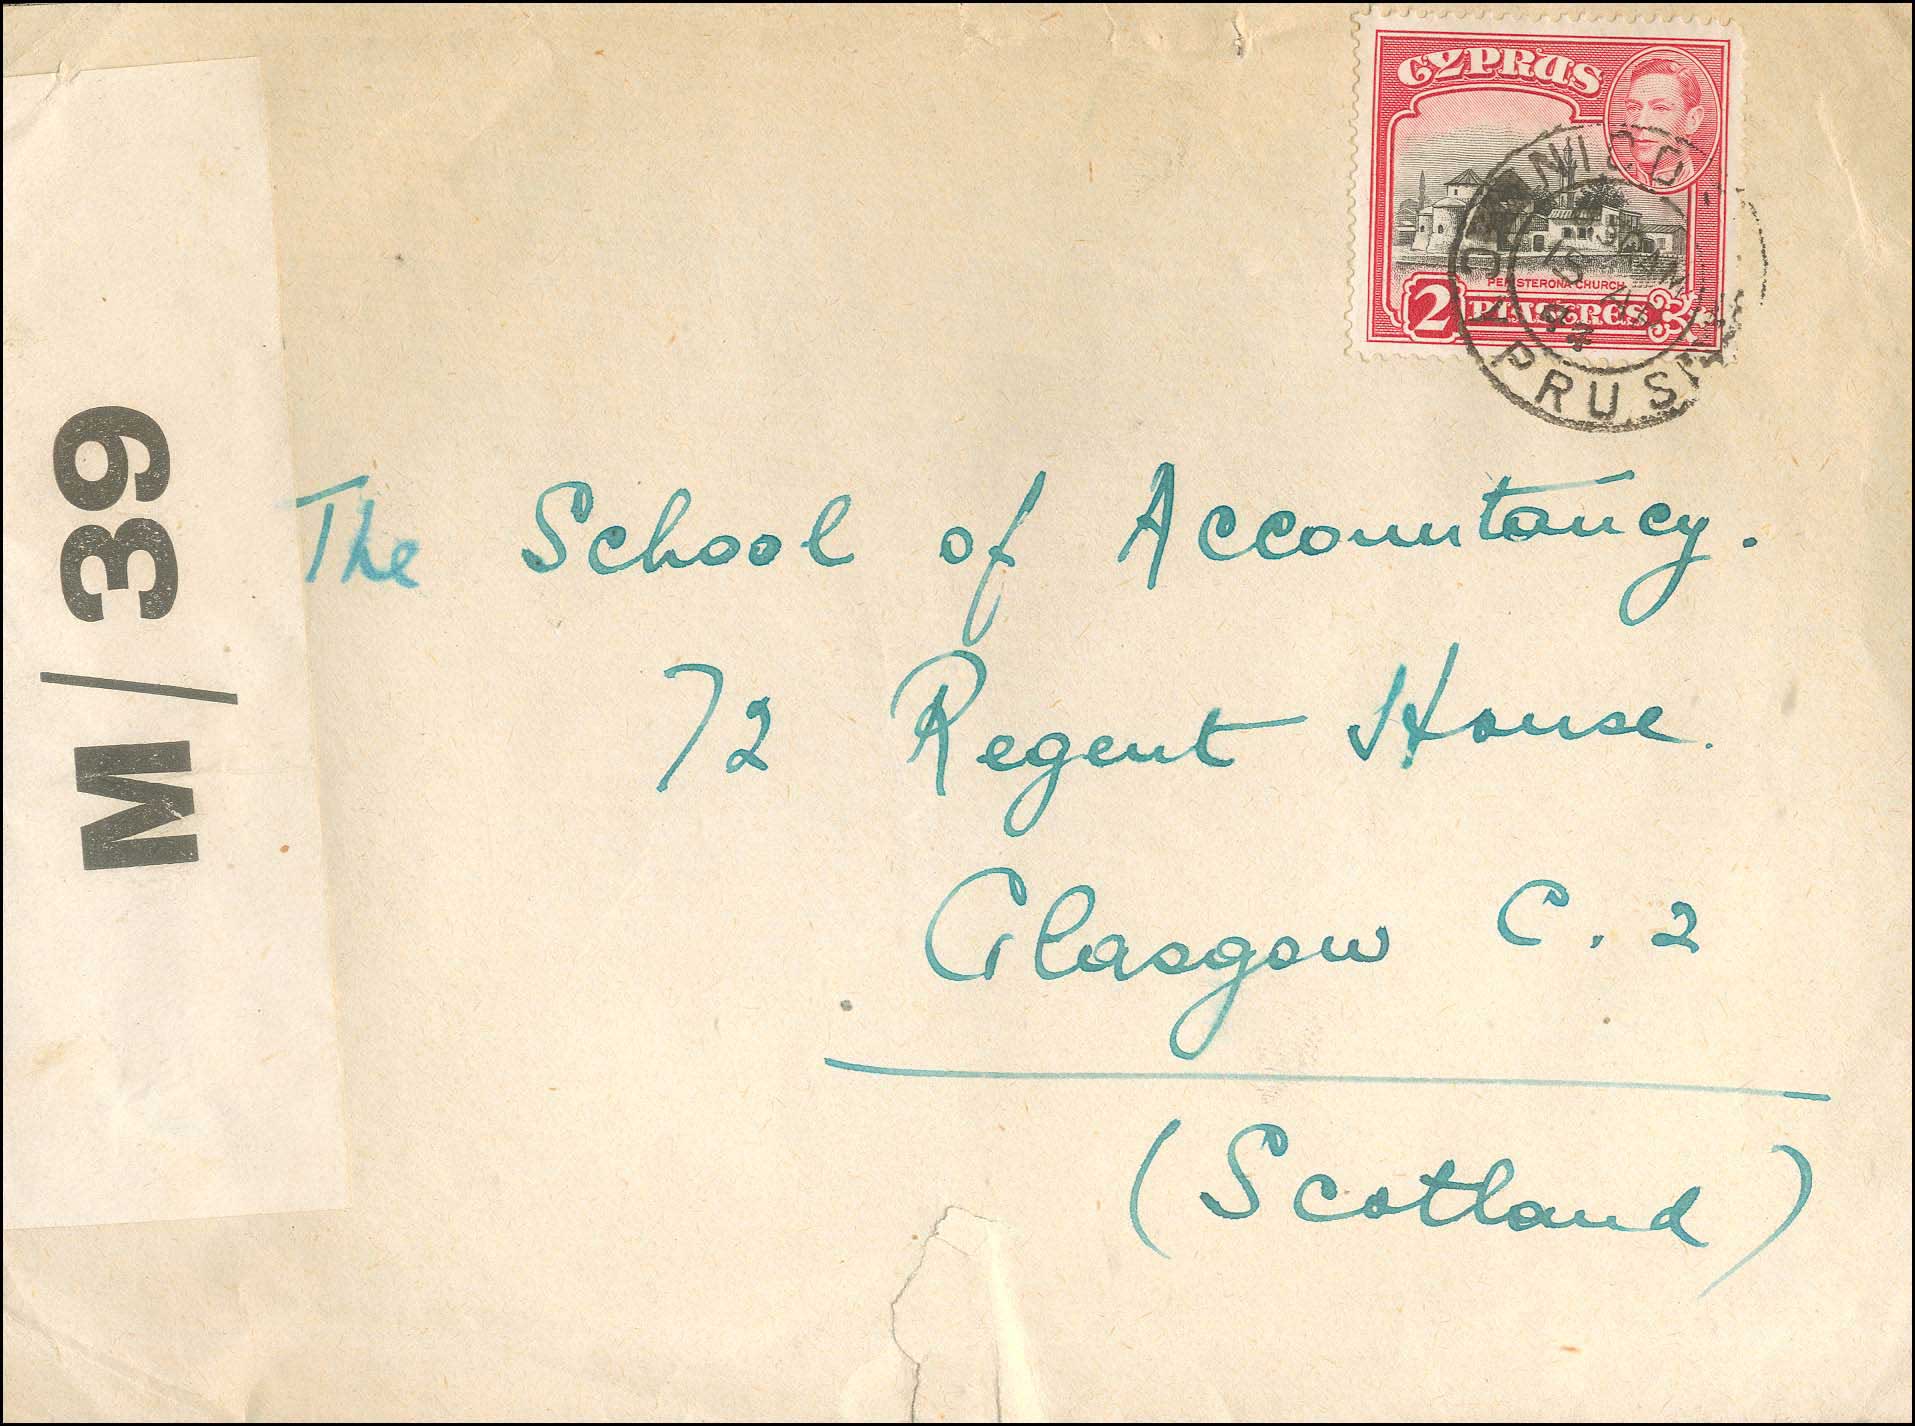 CYPRUS
PERISTERONA CHURCH
2 PIASTRES
PRUS
M/39
The School of Accountancy.
72 Regent House.
Glasgow C. 2
(Scotland)